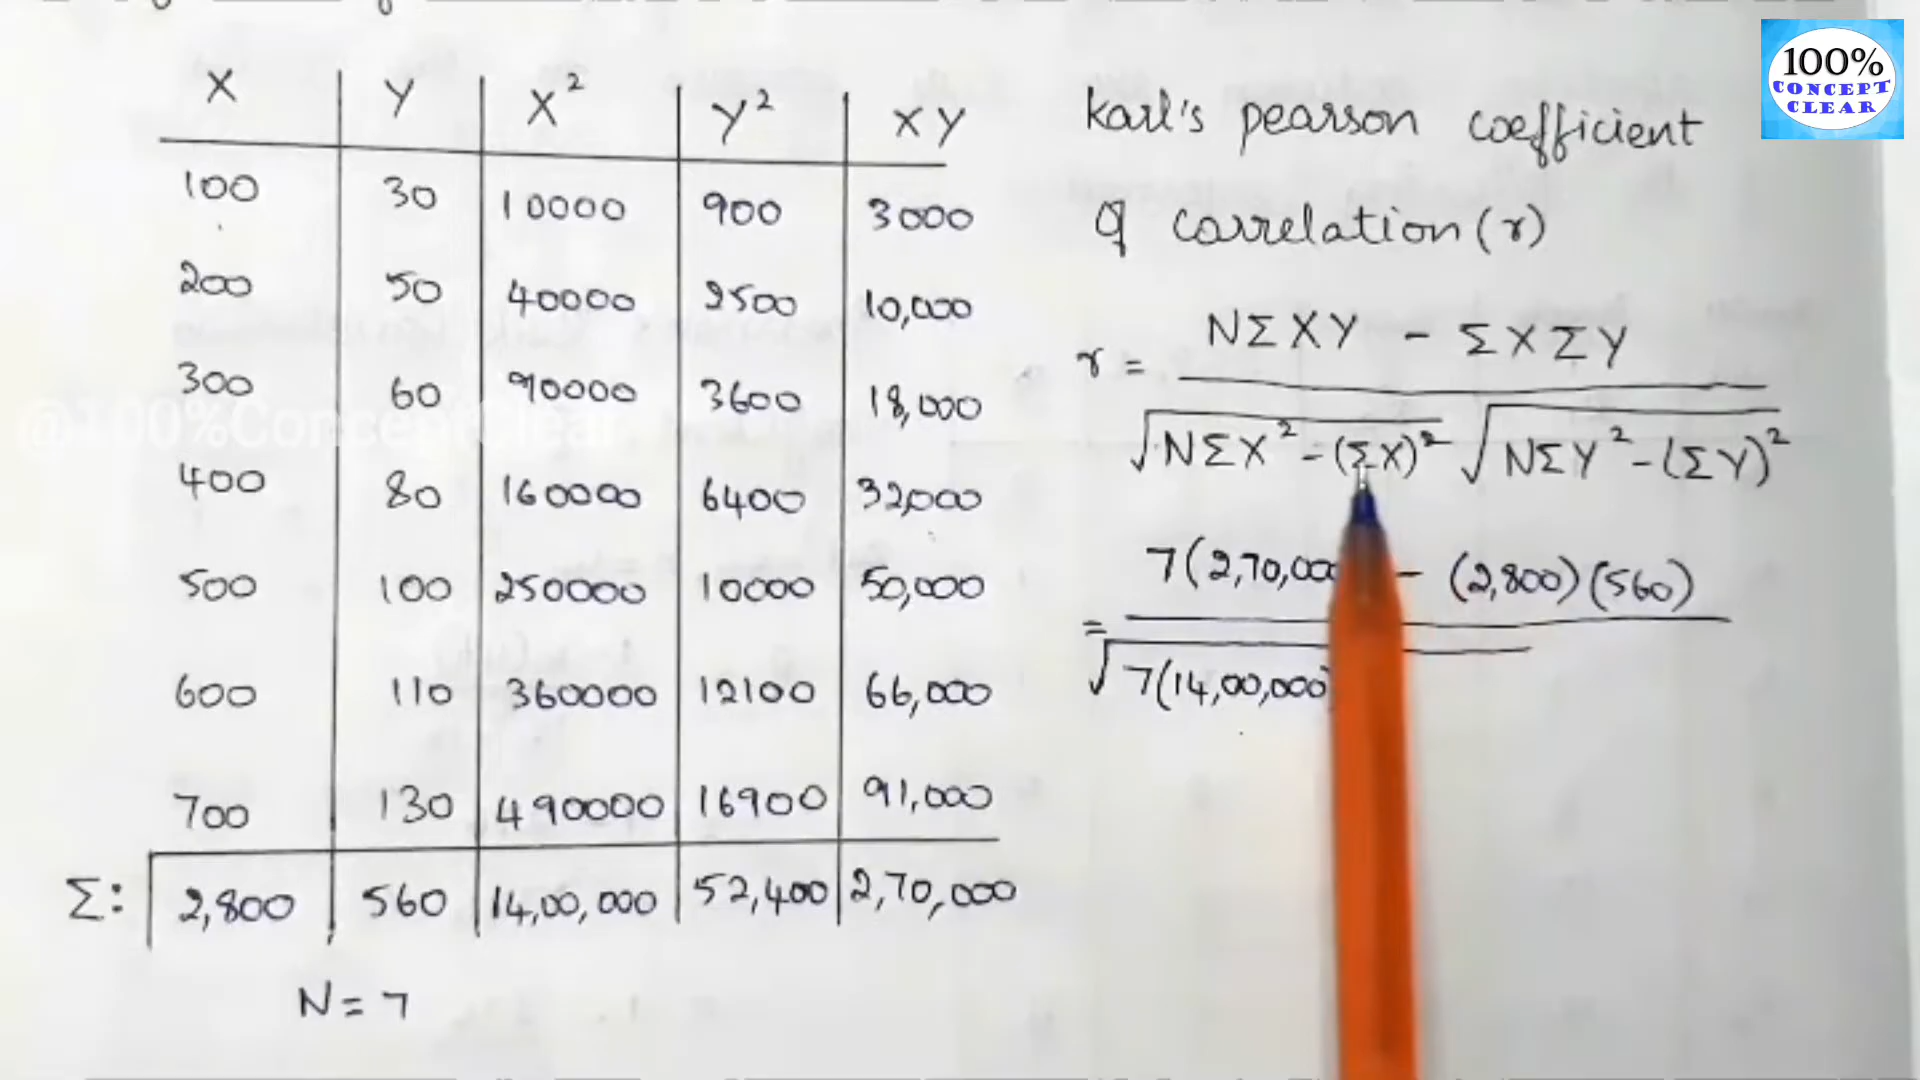 100%
CONCEPT
CLEAR
X Y X² Y² XY
100 30 10000 900 3000
200 50 40000 2500 10,000
300 60 90000 3600 18,000
400 80 160000 6400 32,000
500 100 250000 10000 50,000
600 110 360000 12100 66,000
700 130 490000 16900 91,000
Σ: 2,800 560 14,00,000 52,400 2,70,000
N = 7
@100%ConceptClear
Karl's pearson coefficient
of correlation (r)
r = NΣXY - ΣXΣY
√NΣX² - (ΣX)² √NΣY² - (ΣY)²
= 7(2,70,000 - (2,800)(560)
√7(14,00,000)